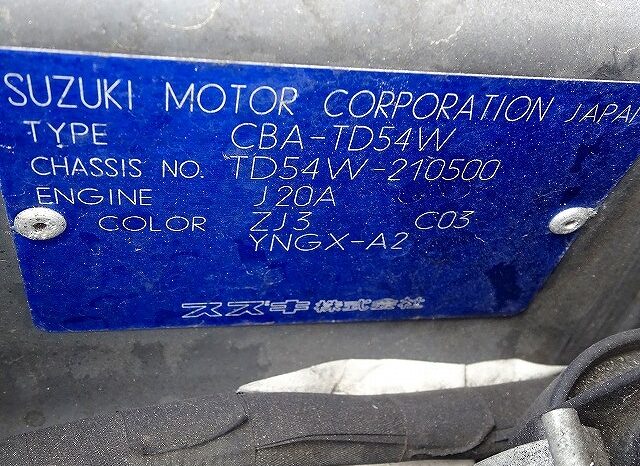 SUZUKI MOTOR CORPORATION JAPAN
TYPE CBA-TD54W
CHASSIS NO. TD54W-210500
ENGINE J20A
COLOR ZJ3 C03
YNGX-A2
スズキ株式会社